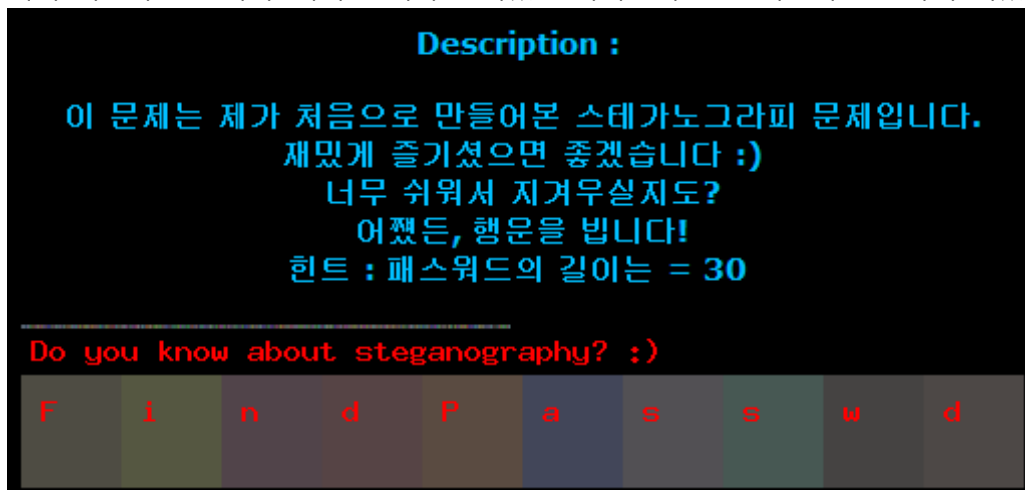 Description :
이 문제는 제가 처음으로 만들어본 스테가노그라피 문제입니다.
재밌게 즐기셨으면 좋겠습니다 :)
너무 쉬워서 지겨우실지도?
어쨌든, 행운을 빕니다!
힌트 : 패스워드의 길이는 = 30
Do you know about steganography? :)
F i n d P a s s w d